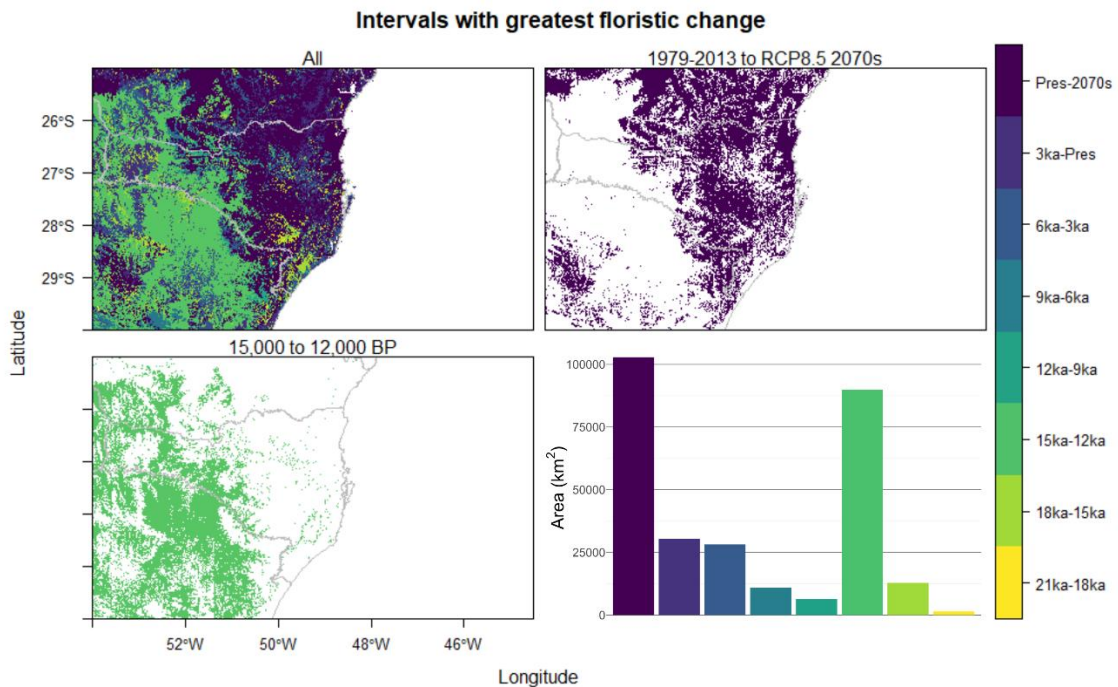 Intervals with greatest floristic change
All
1979-2013 to RCP8.5 2070s
26°S
27°S
28°S
29°S
Latitude
15,000 to 12,000 BP
52°W
50°W
48°W
46°W
Longitude
100000
75000
50000
25000
0
Area (km²)
Pres-2070s
3ka-Pres
6ka-3ka
9ka-6ka
12ka-9ka
15ka-12ka
18ka-15ka
21ka-18ka